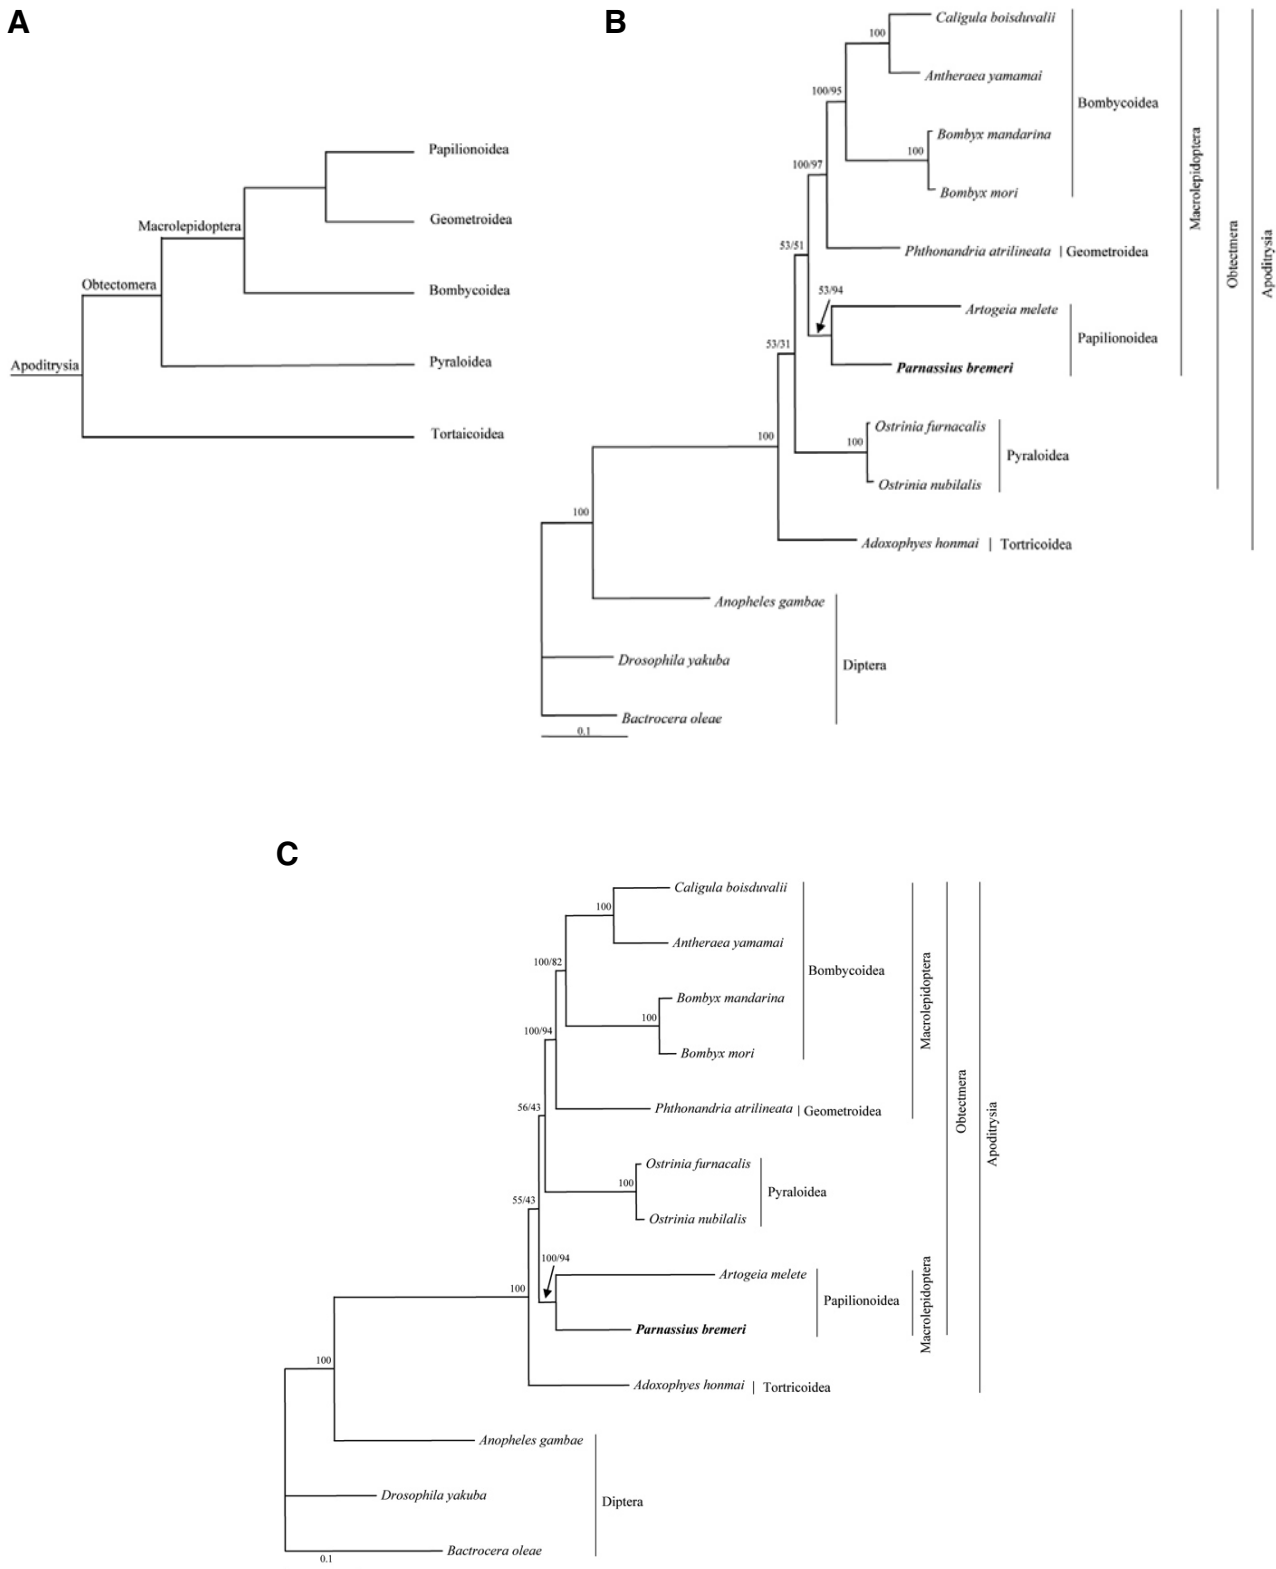 A
Papilionoidea
Geometroidea
Macrolepidoptera
Obtectomera
Bombycoidea
Apoditrysia
Pyraloidea
Tortaicoidea
B
Caligula boisduvalii
100
Antheraea yamamai
100/95
Bombycoidea
Bombyx mandarina
100
Bombyx mori
100/97
Macrolepidoptera
Phthonandria atrilineata | Geometroidea
53/51
Obtectmera
Apoditrysia
53/94
Artogeia melete
Papilionoidea
Parnassius bremeri
53/31
Ostrinia furnacalis
100
Pyraloidea
Ostrinia nubilalis
100
Adoxophyes honmai | Tortricoidea
100
Anopheles gambae
Drosophila yakuba
Diptera
Bactrocera oleae
0.1
C
Caligula boisduvalii
100
Antheraea yamamai
100/82
Bombycoidea
Bombyx mandarina
100
Bombyx mori
100/94
Macrolepidoptera
Phthonandria atrilineata | Geometroidea
56/43
Obtectmera
Apoditrysia
Ostrinia furnacalis
100
Pyraloidea
Ostrinia nubilalis
55/43
100/94
Artogeia melete
Papilionoidea
Macrolepidoptera
Parnassius bremeri
100
Adoxophyes honmai | Tortricoidea
100
Anopheles gambae
Drosophila yakuba
Diptera
Bactrocera oleae
0.1